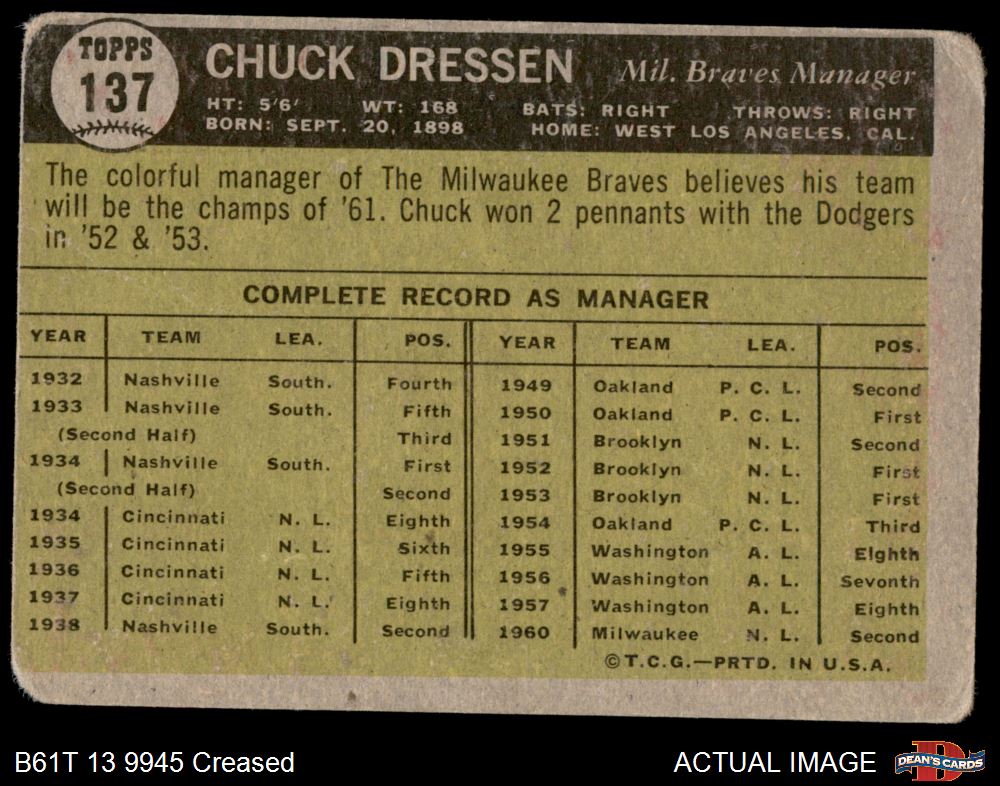 TOPPS
137
CHUCK DRESSEN Mil. Braves Manager
HT: 5'6' WT: 168 BATS: RIGHT THROWS: RIGHT
BORN: SEPT. 20, 1898 HOME: WEST LOS ANGELES, CAL.
The colorful manager of The Milwaukee Braves believes his team
will be the champs of '61. Chuck won 2 pennants with the Dodgers
in '52 & '53.
COMPLETE RECORD AS MANAGER
YEAR TEAM LEA. POS. YEAR TEAM LEA. POS.
1932 Nashville South. Fourth 1949 Oakland P. C. L. Second
1933 Nashville South. Fifth 1950 Oakland P. C. L. First
(Second Half) Third 1951 Brooklyn N. L. Second
1934 Nashville South. First 1952 Brooklyn N. L. First
(Second Half) Second 1953 Brooklyn N. L. First
1934 Cincinnati N. L. Eighth 1954 Oakland P. C. L. Third
1935 Cincinnati N. L. Sixth 1955 Washington A. L. Eighth
1936 Cincinnati N. L. Fifth 1956 Washington A. L. Sevonth
1937 Cincinnati N. L. Eighth 1957 Washington A. L. Eighth
1938 Nashville South. Second 1960 Milwaukee N. L. Second
©T.C.G.—PRTD. IN U.S.A.
B61T 13 9945 Creased ACTUAL IMAGE D DEAN'S CARDS